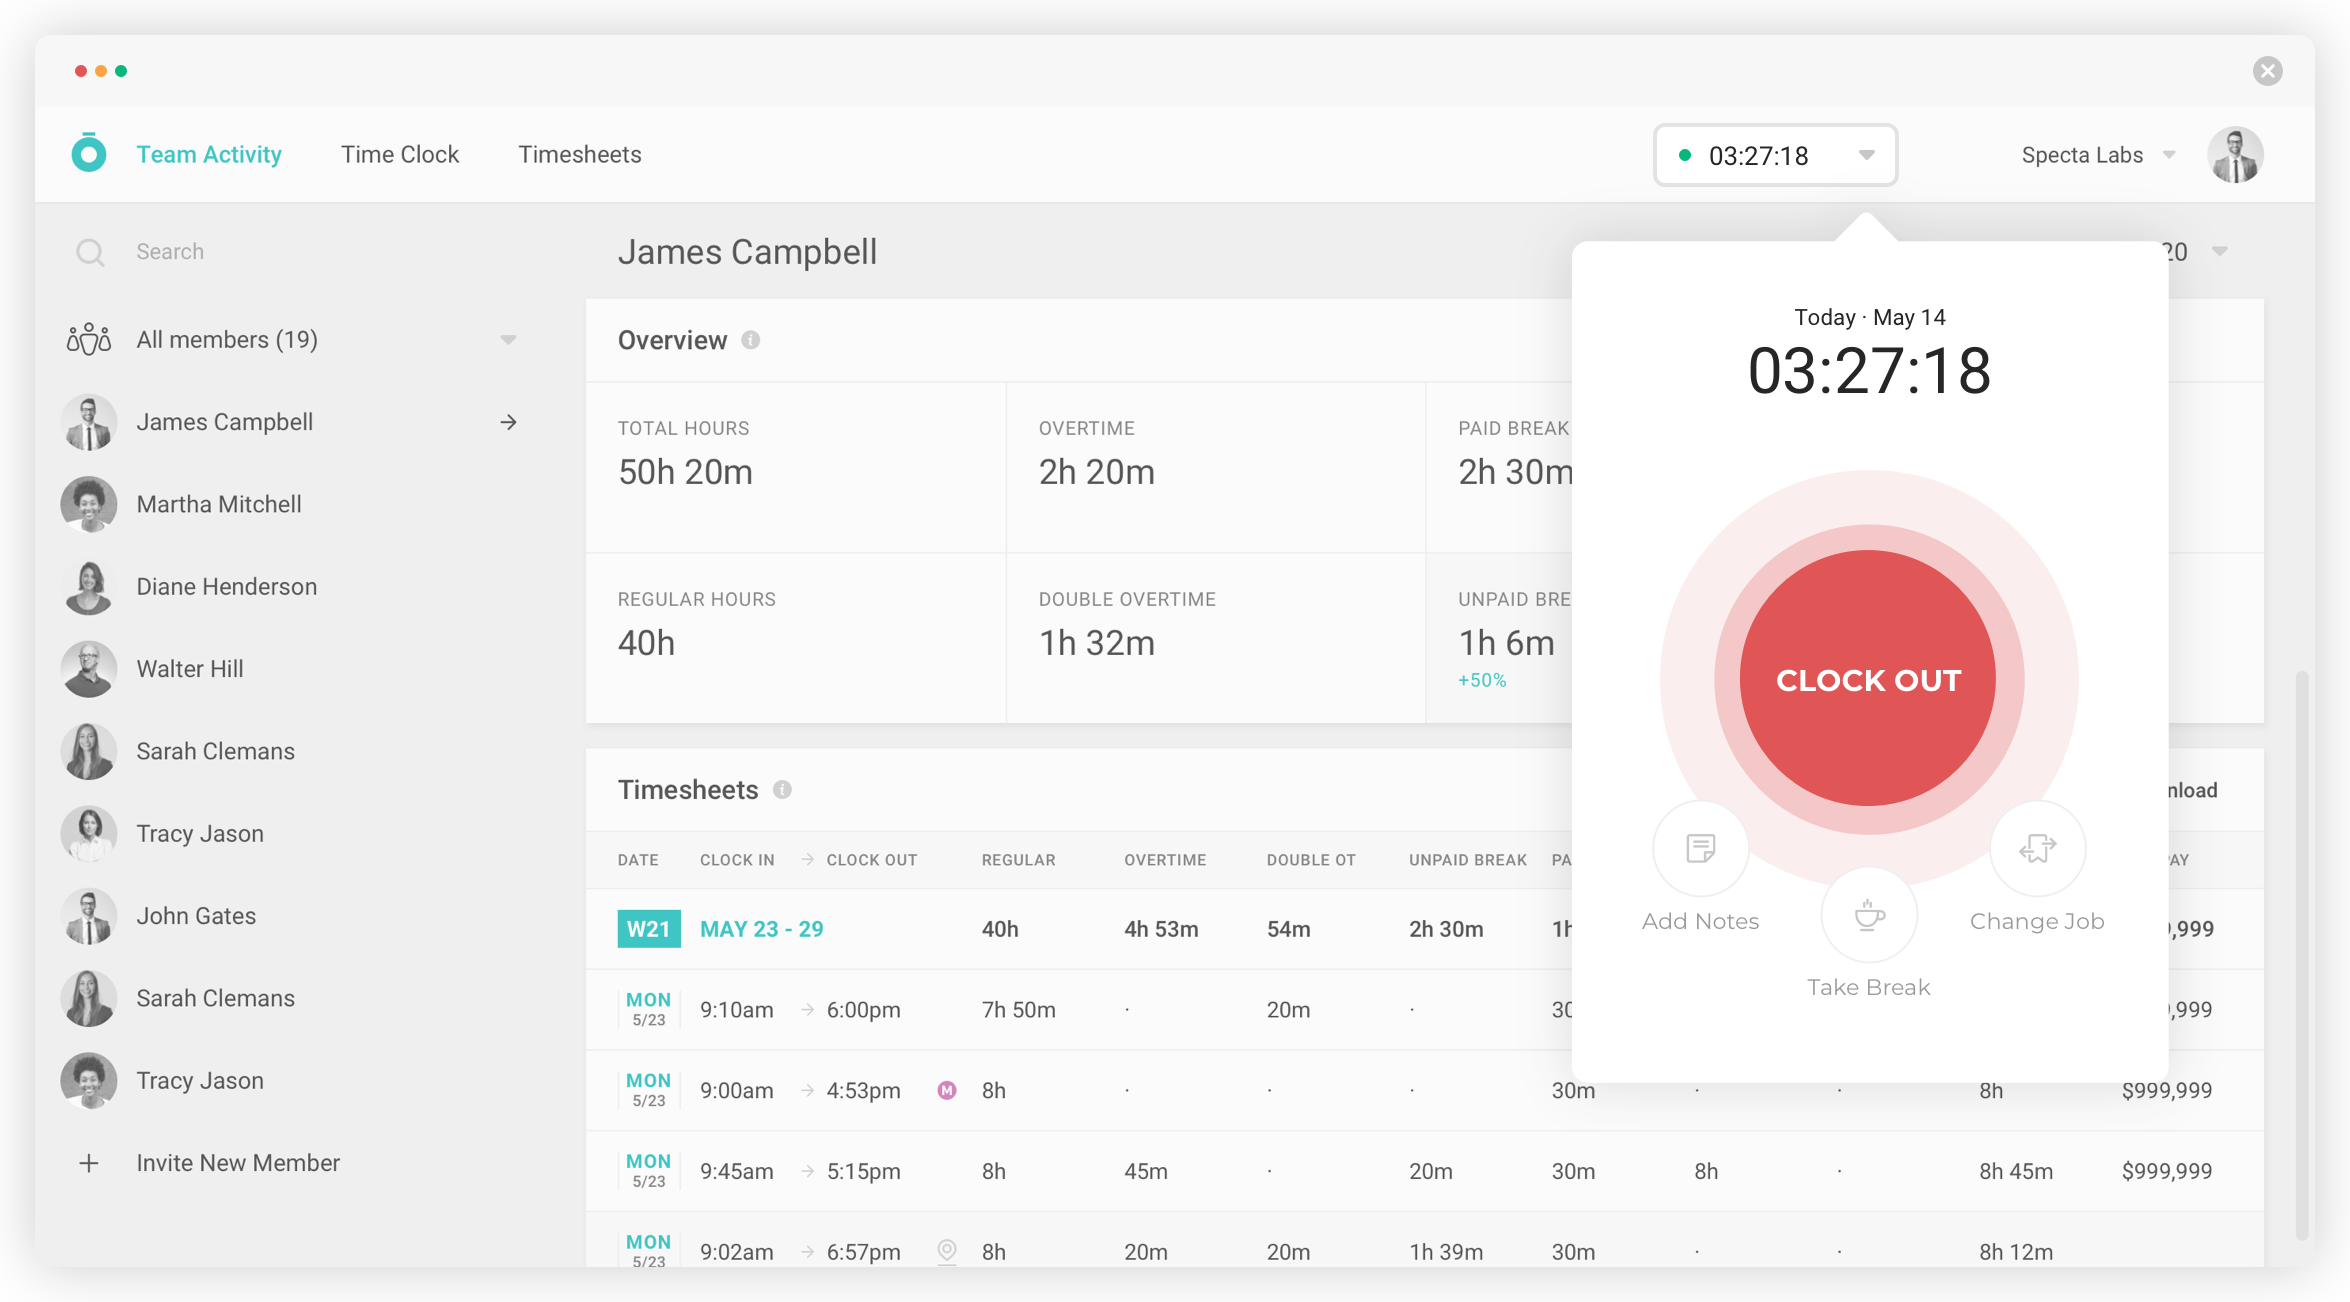 Team Activity
Time Clock
Timesheets
03:27:18
Specta Labs
Search
All members (19)
James Campbell
Martha Mitchell
Diane Henderson
Walter Hill
Sarah Clemans
Tracy Jason
John Gates
Sarah Clemans
Tracy Jason
Invite New Member
James Campbell
20
Overview
TOTAL HOURS
50h 20m
OVERTIME
2h 20m
PAID BREAK
2h 30m
REGULAR HOURS
40h
DOUBLE OVERTIME
1h 32m
UNPAID BRE
1h 6m
+50%
Timesheets
nload
DATE CLOCK IN → CLOCK OUT REGULAR OVERTIME DOUBLE OT UNPAID BREAK PA AY
W21 MAY 23 - 29 40h 4h 53m 54m 2h 30m 1h ,999
MON 5/23 9:10am → 6:00pm 7h 50m · 20m · 30 ,999
MON 5/23 9:00am → 4:53pm M 8h · · · 30m · · 8h $999,999
MON 5/23 9:45am → 5:15pm 8h 45m · 20m 30m 8h · 8h 45m $999,999
MON 5/23 9:02am → 6:57pm 8h 20m 20m 1h 39m 30m · · 8h 12m
Today · May 14
03:27:18
CLOCK OUT
Add Notes
Take Break
Change Job